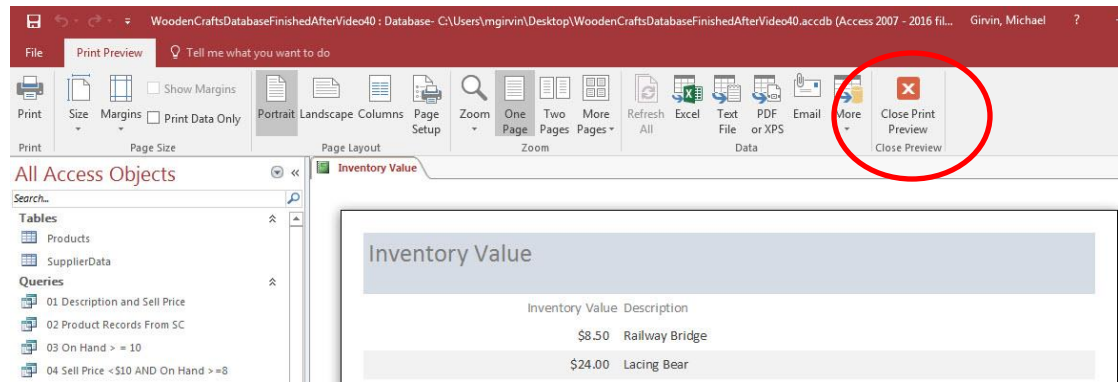 WoodenCraftsDatabaseFinishedAfterVideo40 : Database- C:\Users\mgirvin\Desktop\WoodenCraftsDatabaseFinishedAfterVideo40.accdb (Access 2007 - 2016 fil... Girvin, Michael ?
File Print Preview Tell me what you want to do
Print Size Margins Show Margins Print Data Only Portrait Landscape Columns Page Setup Zoom One Page Two Pages More Pages Refresh All Excel Text File PDF or XPS Email More Close Print Preview
Print Page Size Page Layout Zoom Data Close Preview
All Access Objects «
Inventory Value
Search...
Tables
Products
SupplierData
Queries
01 Description and Sell Price
02 Product Records From SC
03 On Hand > = 10
04 Sell Price <$10 AND On Hand >=8
Inventory Value
Inventory Value Description
$8.50 Railway Bridge
$24.00 Lacing Bear